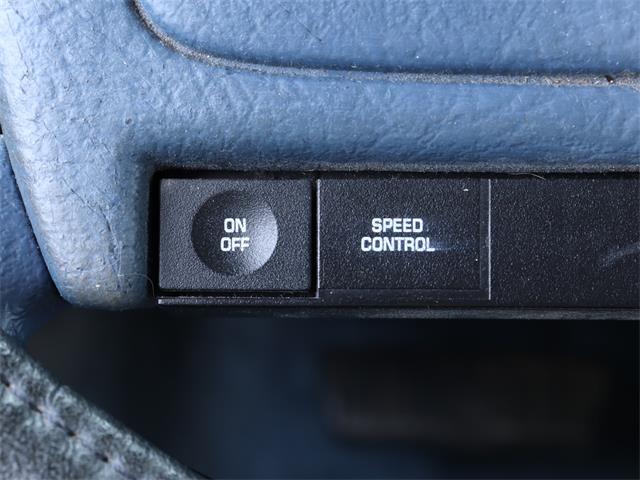 ON
OFF
SPEED
CONTROL